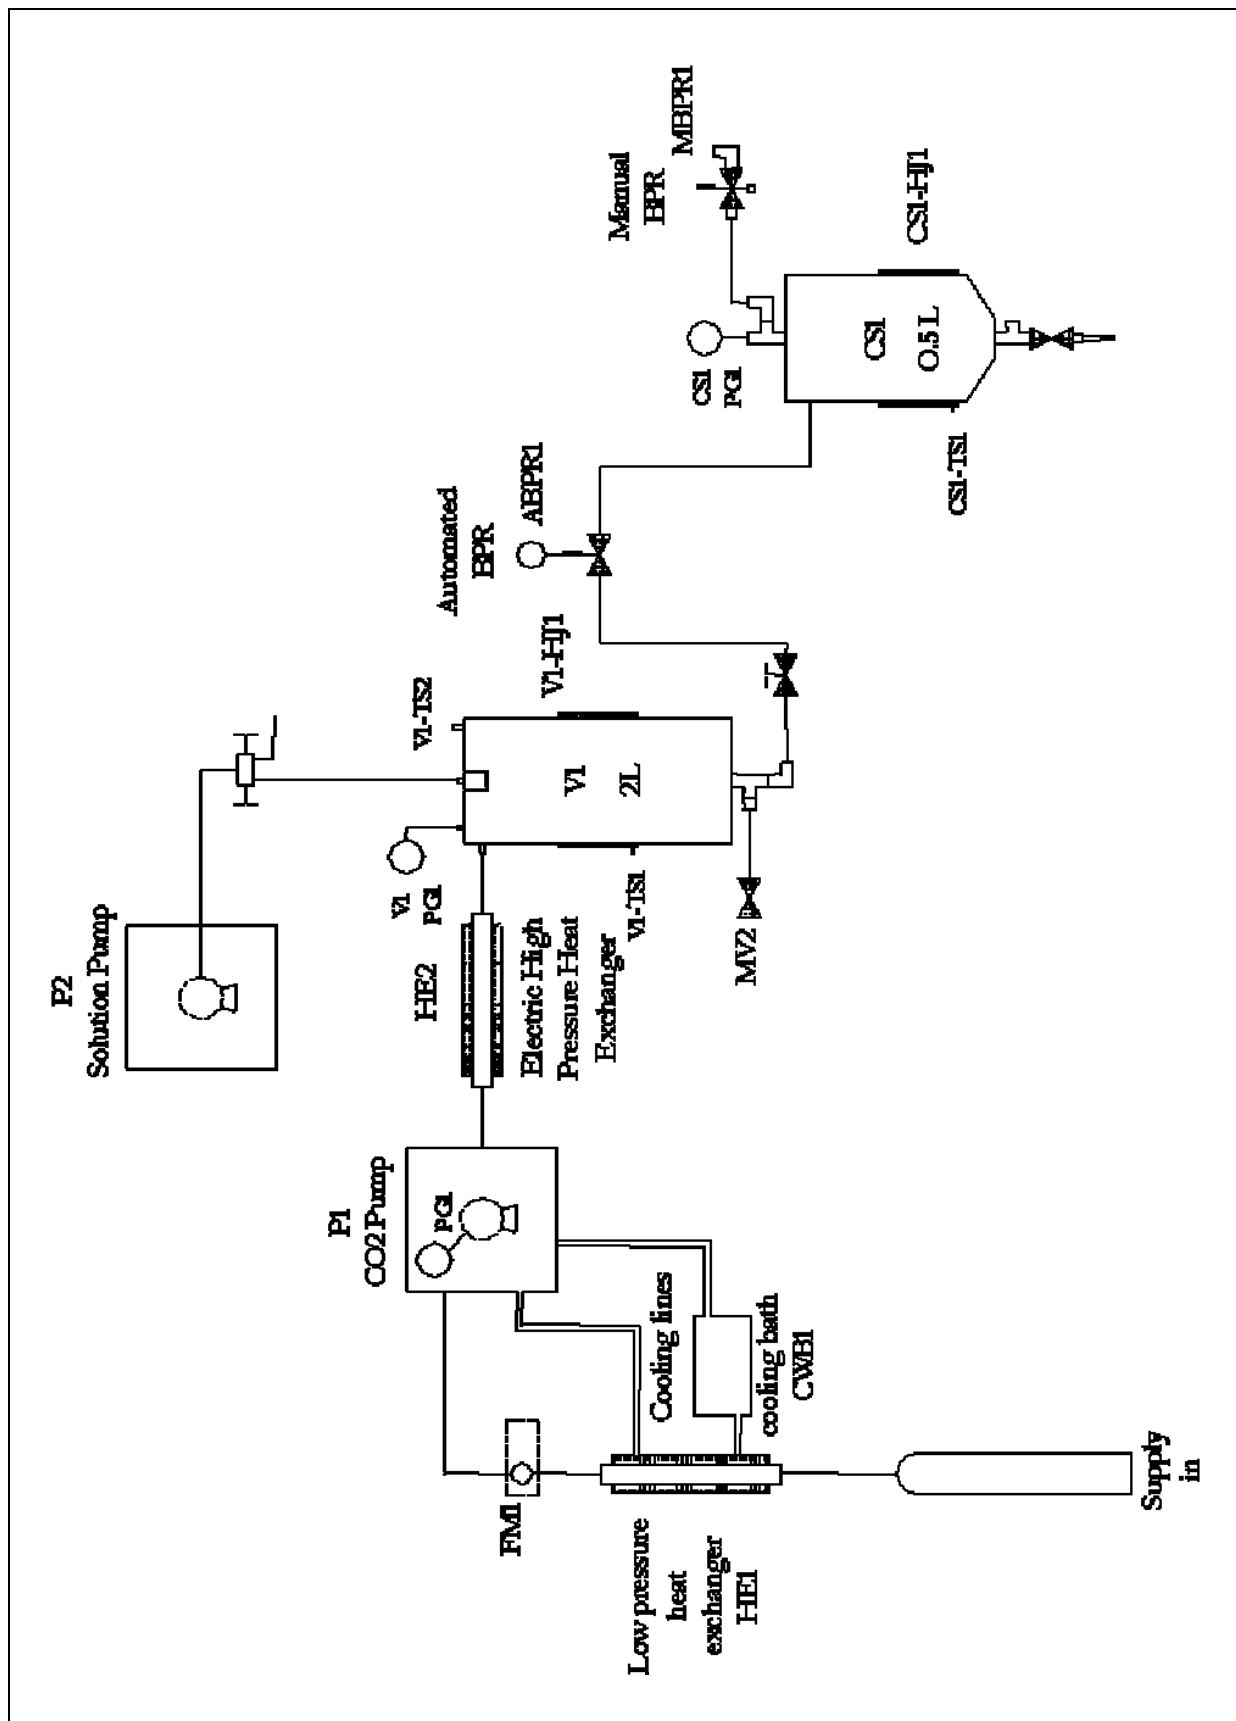 P2
Solution Pump
V1-TS2
V1
PG1
V1
2L
V1-HJ1
V1-TS1
MV2
HE2
Electric High
Pressure Heat
Exchanger
P1
CO2 Pump
PG1
Automated
BPR
ABPR1
Manual
BPR
MBPR1
CS1
PG1
CS1
O.5 L
CS1-HJ1
CS1-TS1
FM1
Cooling lines
cooling bath
CWB1
Low pressure
heat
exchanger
HE1
Supply
in